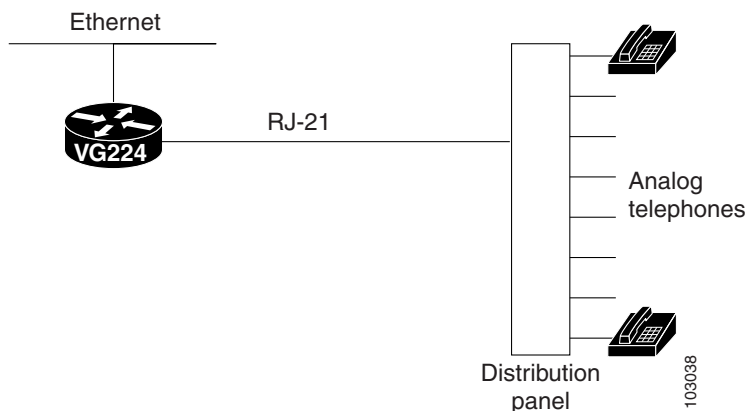 Ethernet
VG224
RJ-21
Analog
telephones
Distribution
panel
103038